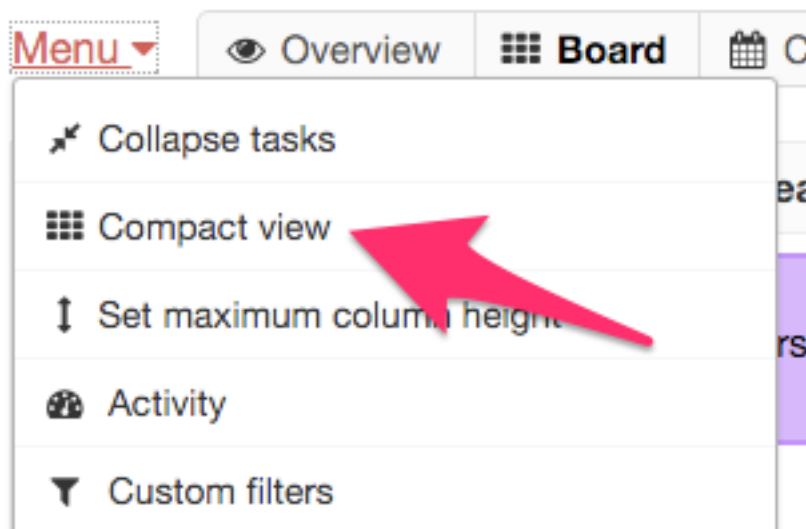 Menu Overview Board
Collapse tasks
Compact view
Set maximum column height
Activity
Custom filters